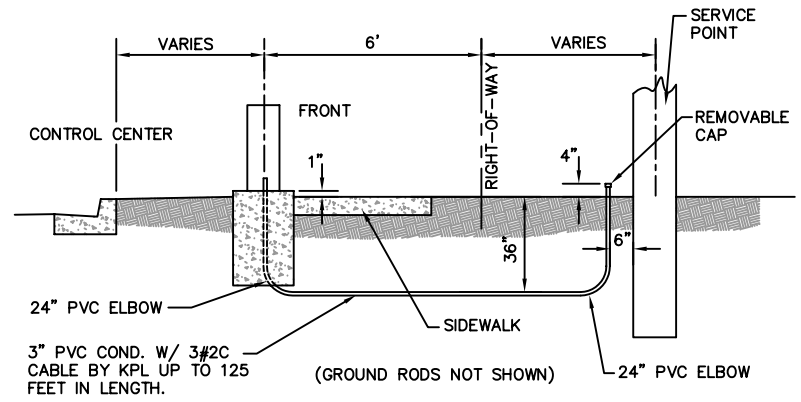 SERVICE
POINT
VARIES
6'
VARIES
RIGHT-OF-WAY
FRONT
REMOVABLE
CAP
CONTROL CENTER
1"
4"
36"
6"
24" PVC ELBOW
SIDEWALK
3" PVC COND. W/ 3#2C
CABLE BY KPL UP TO 125
FEET IN LENGTH.
(GROUND RODS NOT SHOWN)
24" PVC ELBOW